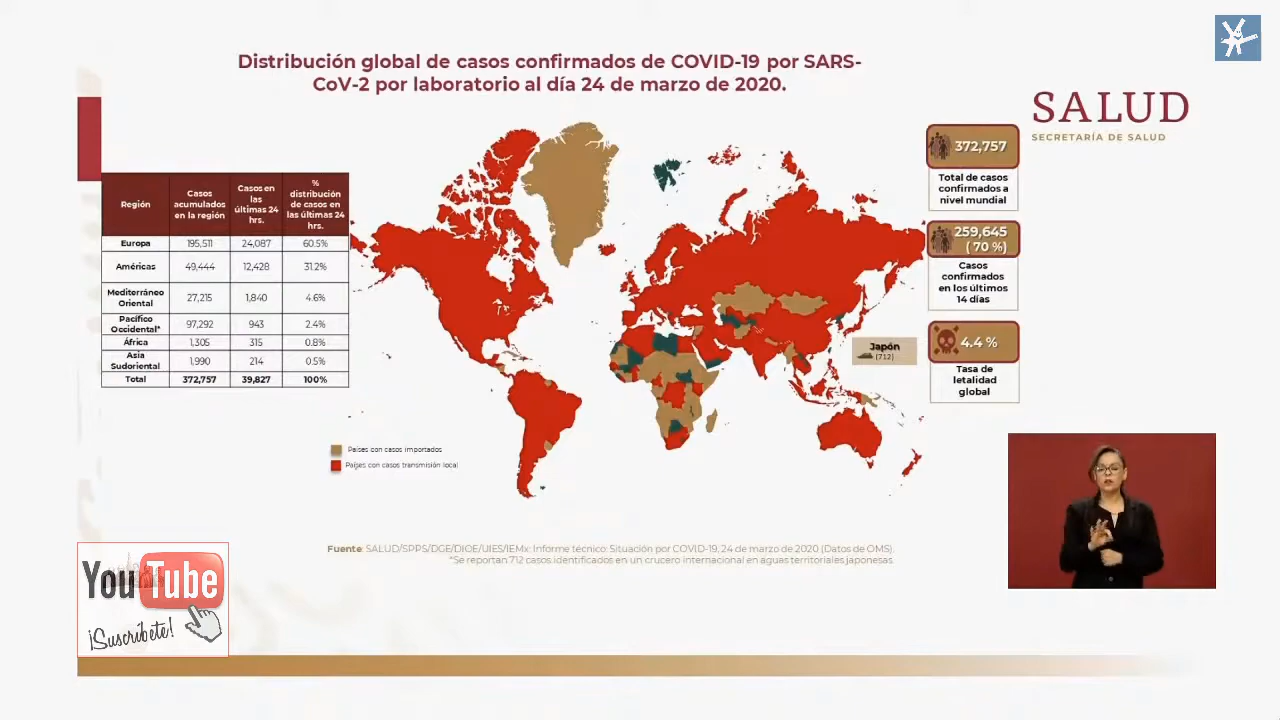 Distribución global de casos confirmados de COVID-19 por SARS-
CoV-2 por laboratorio al día 24 de marzo de 2020.
SALUD
SECRETARÍA DE SALUD
Región
Casos
acumulados
en la región
Casos en
las
últimas 24
hrs.
%
distribución
de casos en
las últimas 24
hrs.
Europa 195,511 24,087 60.5%
Américas 49,444 12,428 31.2%
Mediterráneo
Oriental 27,215 1,840 4.6%
Pacífico
Occidental* 97,292 943 2.4%
África 1,305 315 0.8%
Asia
Sudoriental 1,990 214 0.5%
Total 372,757 39,827 100%
372,757
Total de casos
confirmados a
nivel mundial
259,645
( 70 %)
Casos
confirmados
en los últimos
14 días
4.4 %
Tasa de
letalidad
global
Japón
(712)
Países con casos importados
Países con casos transmisión local
Fuente: SALUD/SPPS/DGE/DIOE/UIES/IEMx: Informe técnico: Situación por COVID-19, 24 de marzo de 2020 (Datos de OMS).
*Se reportan 712 casos identificados en un crucero internacional en aguas territoriales japonesas.
YouTube
¡Suscríbete!